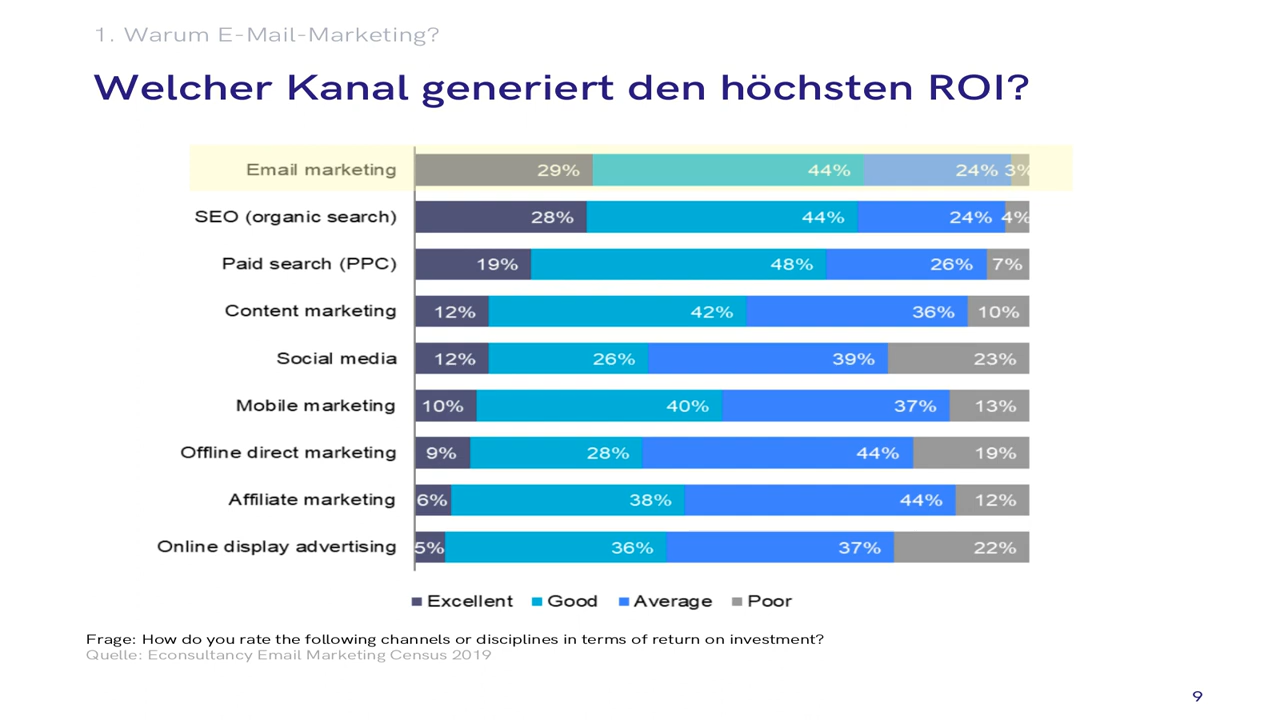 1. Warum E-Mail-Marketing?
Welcher Kanal generiert den höchsten ROI?
Email marketing 29% 44% 24% 3%
SEO (organic search) 28% 44% 24% 4%
Paid search (PPC) 19% 48% 26% 7%
Content marketing 12% 42% 36% 10%
Social media 12% 26% 39% 23%
Mobile marketing 10% 40% 37% 13%
Offline direct marketing 9% 28% 44% 19%
Affiliate marketing 6% 38% 44% 12%
Online display advertising 5% 36% 37% 22%
Excellent Good Average Poor
Frage: How do you rate the following channels or disciplines in terms of return on investment?
Quelle: Econsultancy Email Marketing Census 2019
9